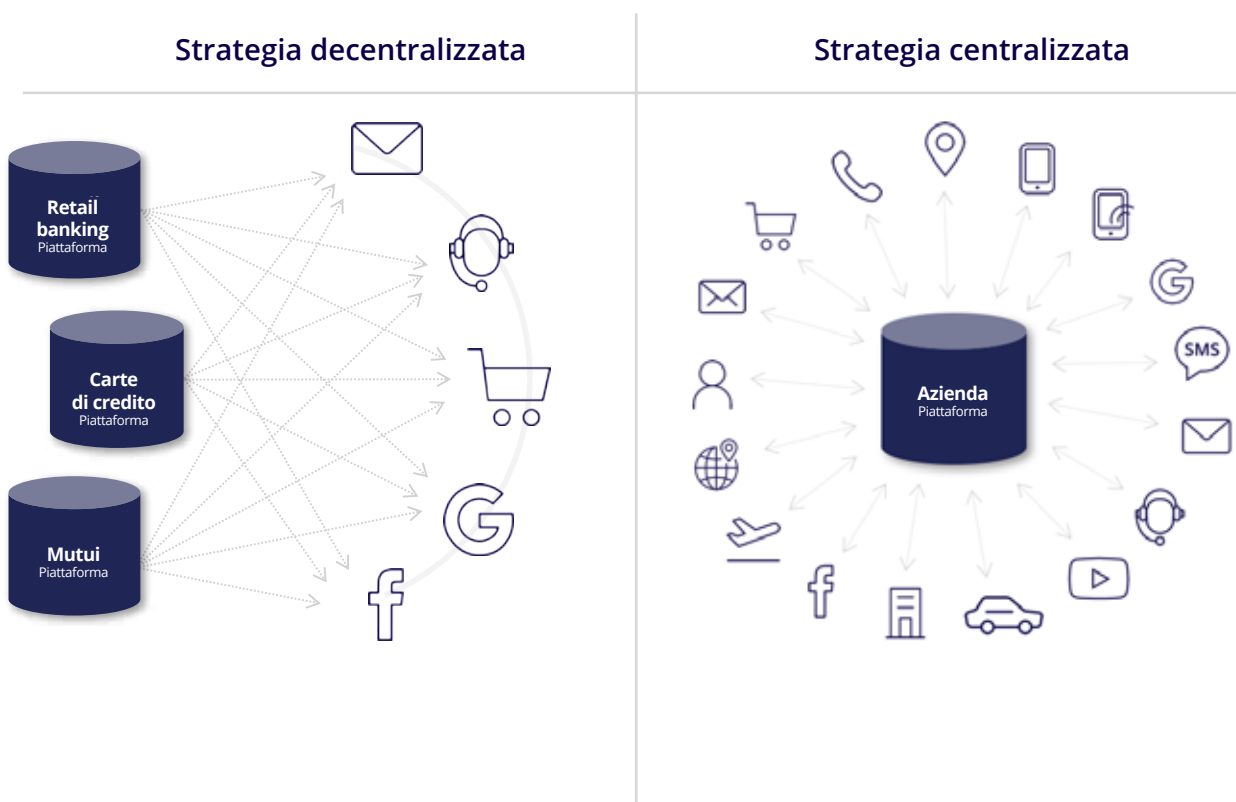 Strategia decentralizzata
Strategia centralizzata
Retail
banking
Piattaforma
Carte
di credito
Piattaforma
Mutui
Piattaforma
Azienda
Piattaforma
SMS